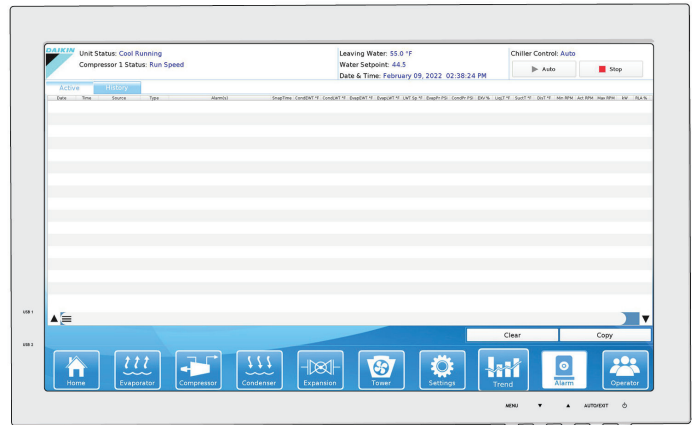 DAIKIN
Unit Status: Cool Running
Compressor 1 Status: Run Speed
Leaving Water: 55.0 °F
Water Setpoint: 44.5
Date & Time: February 09, 2022 02:38:24 PM
Chiller Control: Auto
Auto
Stop
Active
History
Date Time Source Type Alarm(s) SnapTime CondEWT °F CondLWT °F EvapEWT °F EvapLWT °F LWT Sp °F EvapPr PSI CondPr PSI EXV % LiqLT °F SuctT °F DisT °F Min RPM Act RPM Max RPM kW RLA %
USB 1
USB 2
Clear
Copy
Home
Evaporator
Compressor
Condenser
Expansion
Tower
Settings
Trend
Alarm
Operator
MENU ▼ ▲ AUTO/EXIT